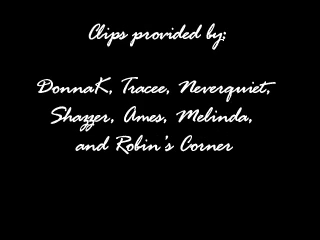 Clips provided by:
DonnaK, Tracee, Neverquiet,
Shazzer, Ames, Melinda,
and Robin's Corner